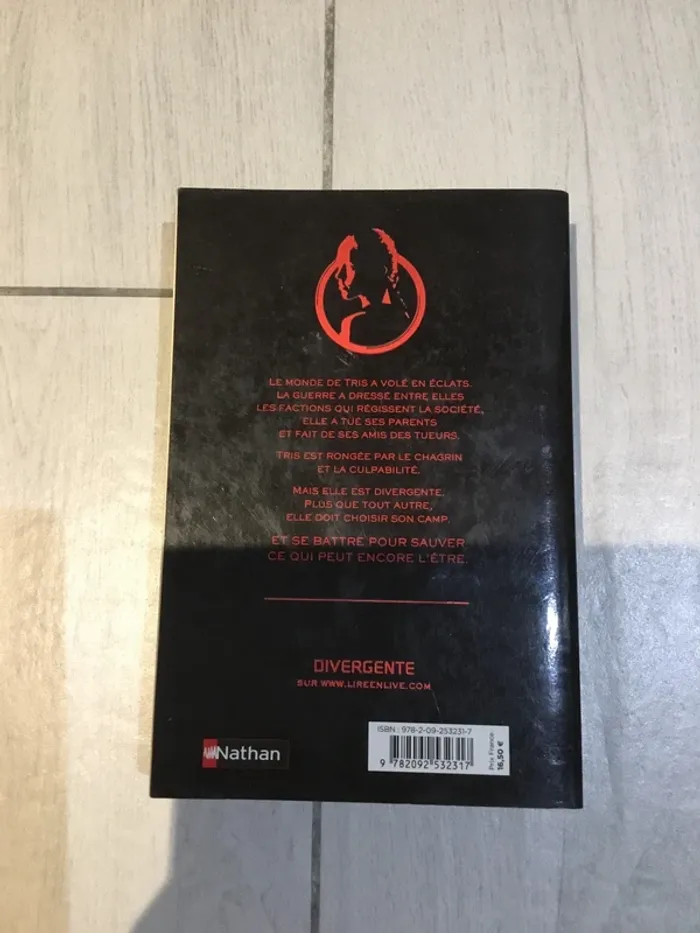 LE MONDE DE TRIS A VOLÉ EN ÉCLATS.
LA GUERRE A DRESSÉ ENTRE ELLES
LES FACTIONS QUI RÉGISSENT LA SOCIÉTÉ,
ELLE A TUÉ SES PARENTS
ET FAIT DE SES AMIS DES TUEURS.
TRIS EST RONGÉE PAR LE CHAGRIN
ET LA CULPABILITÉ.
MAIS ELLE EST DIVERGENTE.
PLUS QUE TOUT AUTRE,
ELLE DOIT CHOISIR SON CAMP.
ET SE BATTRE POUR SAUVER
CE QUI PEUT ENCORE L'ÊTRE.
DIVERGENTE
SUR WWW.LIREENLIVE.COM
ISBN : 978-2-09-253231-7
9 782092 532317
Prix France
16,50 €
Nathan